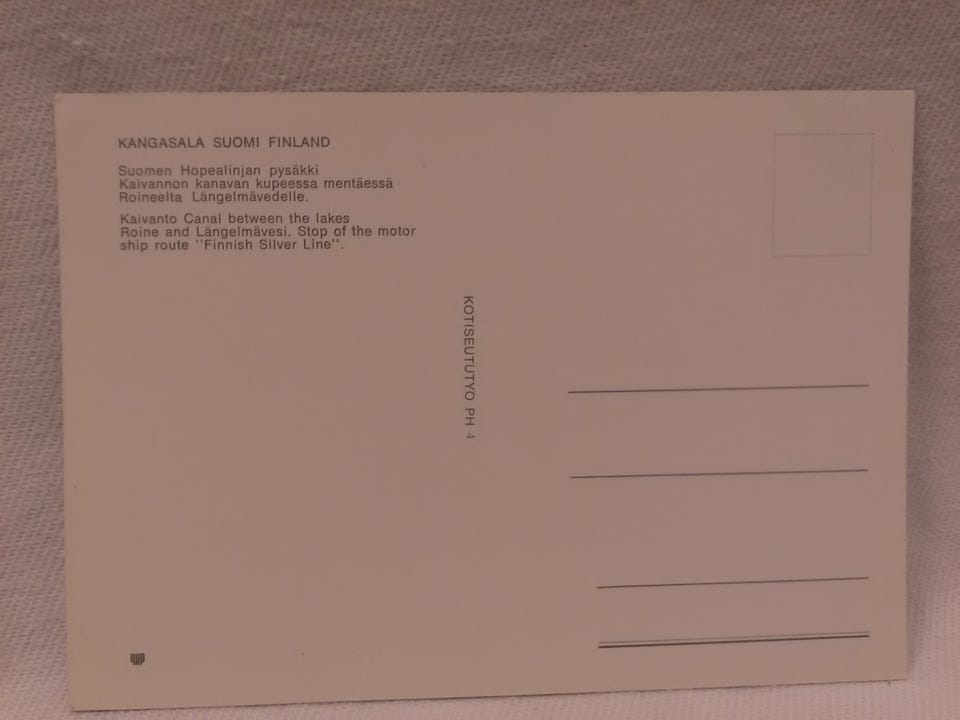 KANGASALA SUOMI FINLAND
Suomen Hopealinjan pysäkki
Kaivannon kanavan kupeessa mentäessä
Roineelta Längelmävedelle.
Kaivanto Canal between the lakes
Roine and Längelmävesi. Stop of the motor
ship route ''Finnish Silver Line''.
KOTISEUTUTYO PH 4